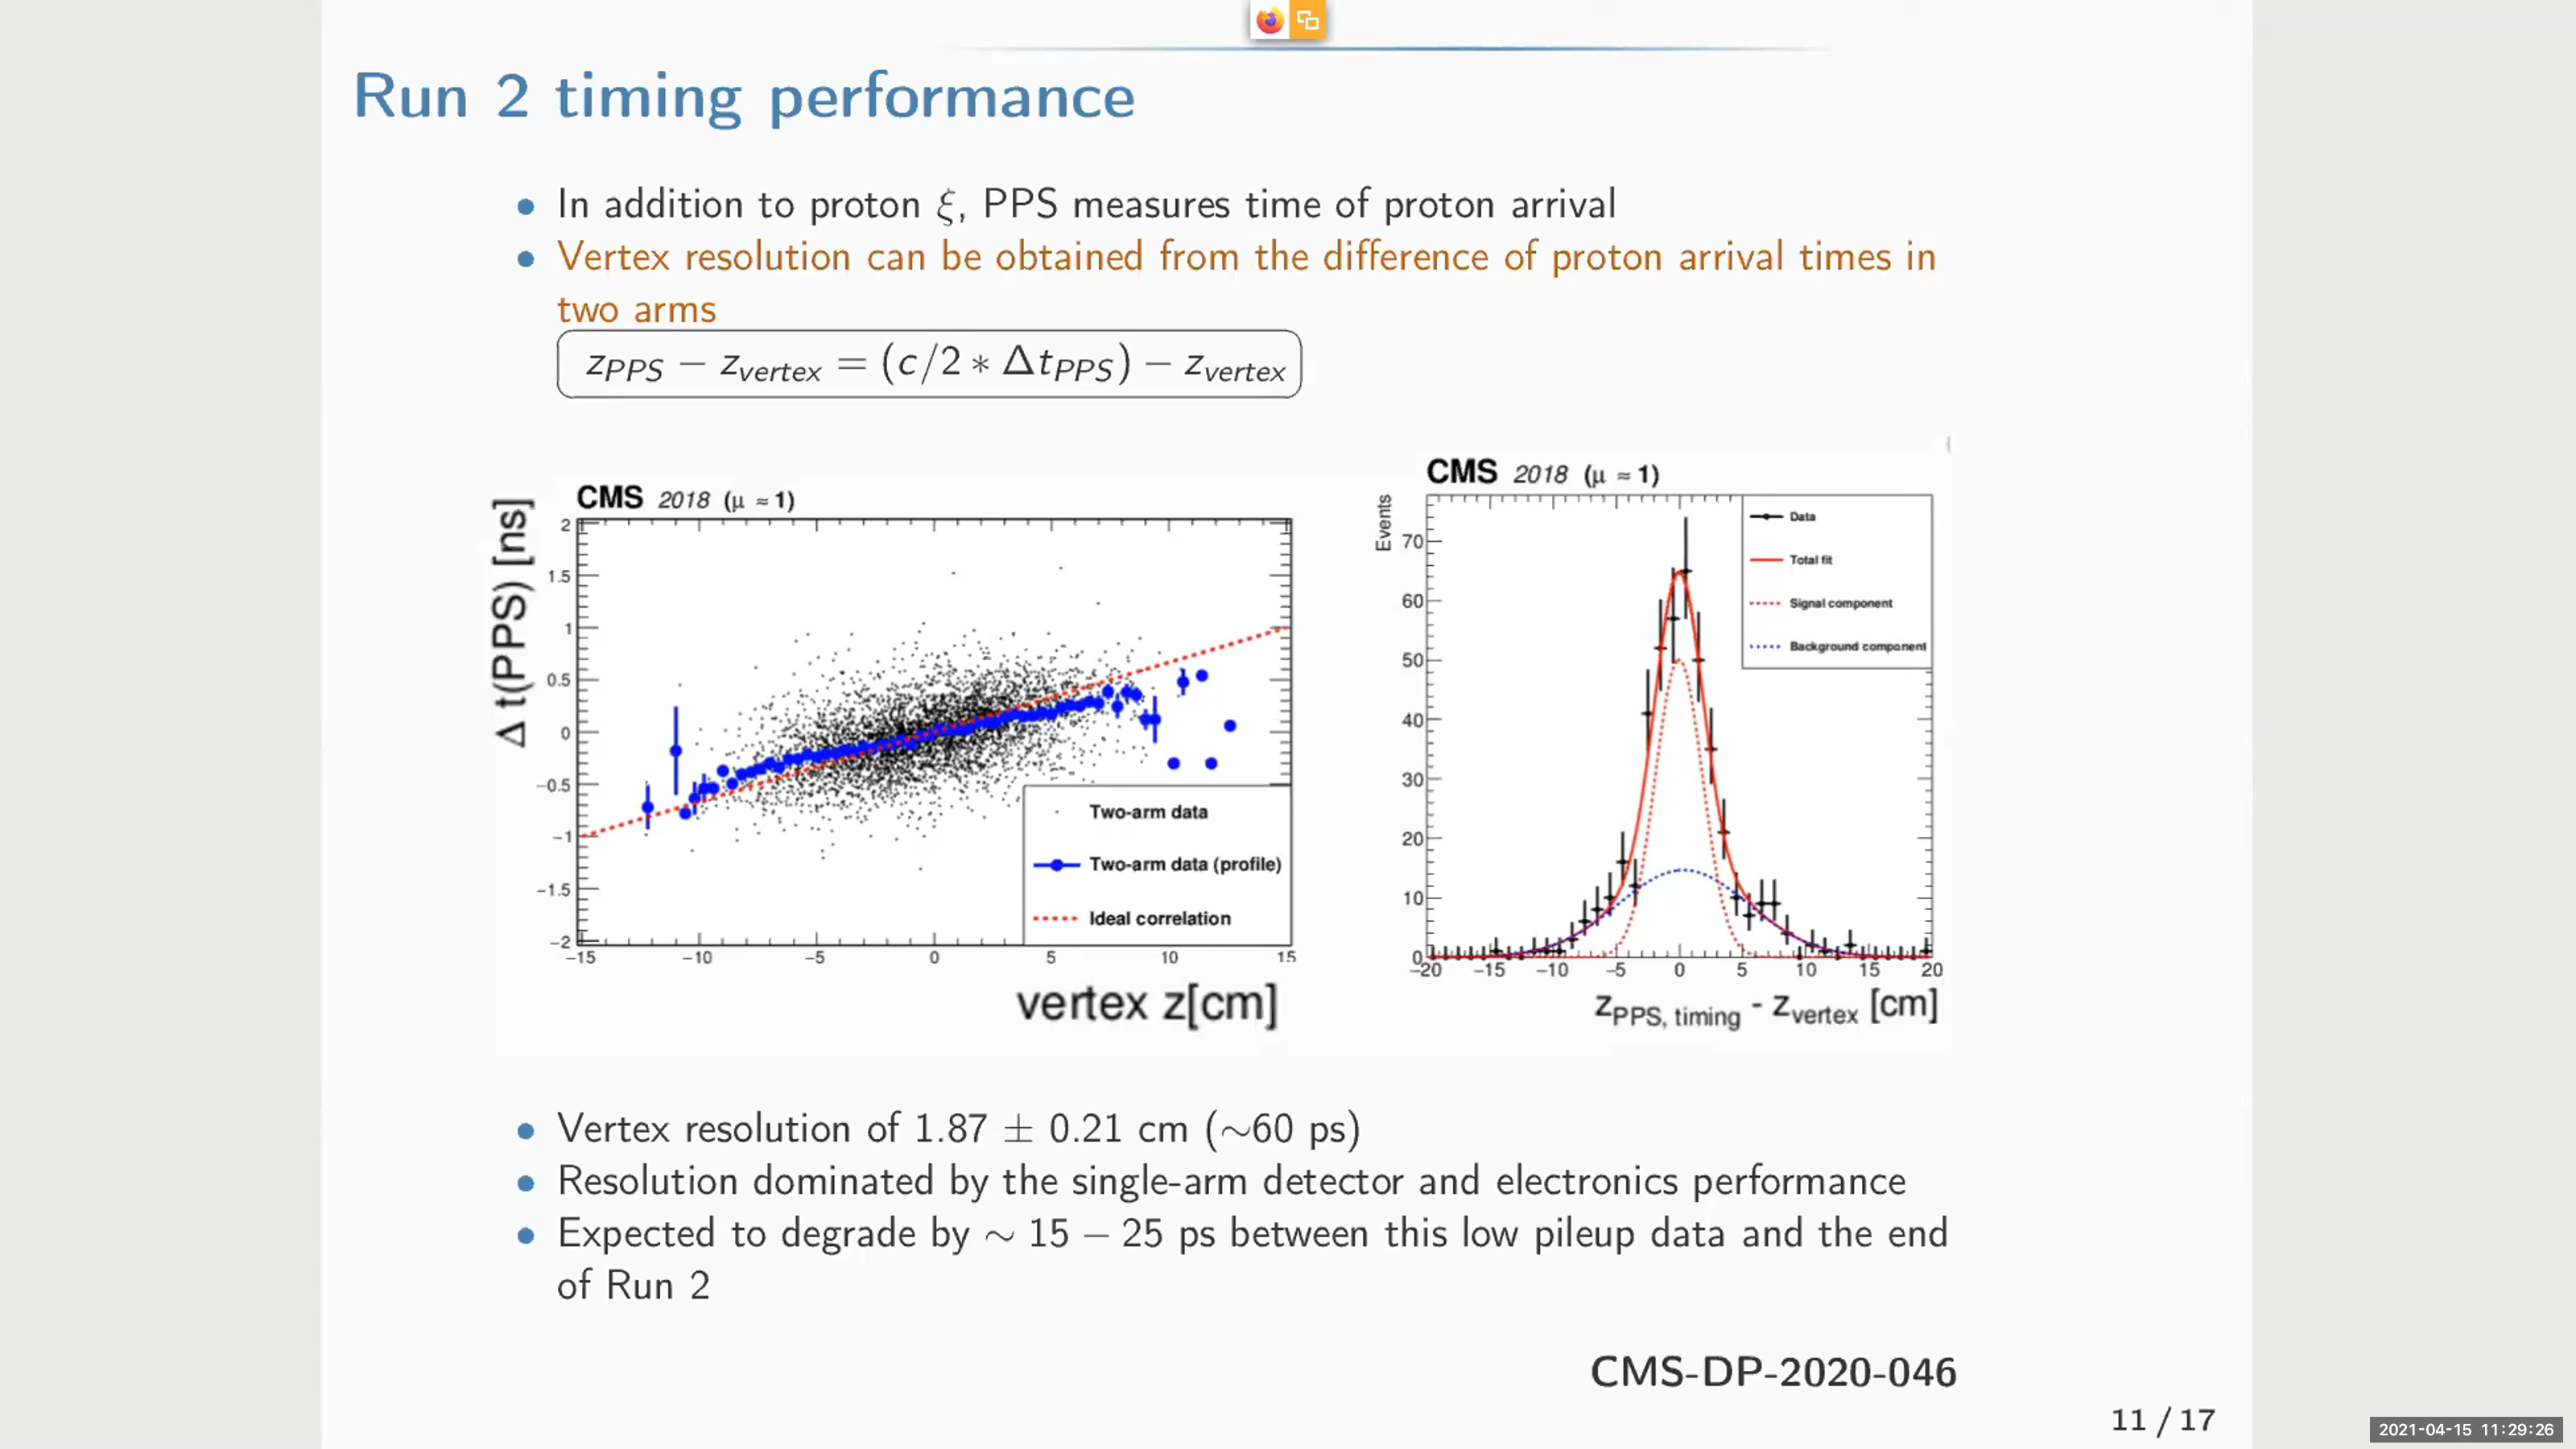 Run 2 timing performance
• In addition to proton ξ, PPS measures time of proton arrival
• Vertex resolution can be obtained from the difference of proton arrival times in
two arms
z_PPS − z_vertex = (c/2 ∗ Δt_PPS) − z_vertex
CMS 2018 (μ ≈ 1)
Δ t(PPS) [ns]
2
1.5
1
0.5
0
−0.5
−1
−1.5
−2
−15 −10 −5 0 5 10 15
vertex z[cm]
Two-arm data
Two-arm data (profile)
Ideal correlation
CMS 2018 (μ ≈ 1)
Events
70
60
50
40
30
20
10
0
−20 −15 −10 −5 0 5 10 15 20
z_PPS, timing - z_vertex [cm]
Data
Total fit
Signal component
Background component
• Vertex resolution of 1.87 ± 0.21 cm (∼60 ps)
• Resolution dominated by the single-arm detector and electronics performance
• Expected to degrade by ∼ 15 − 25 ps between this low pileup data and the end
of Run 2
CMS-DP-2020-046
11 / 17
2021-04-15 11:29:26